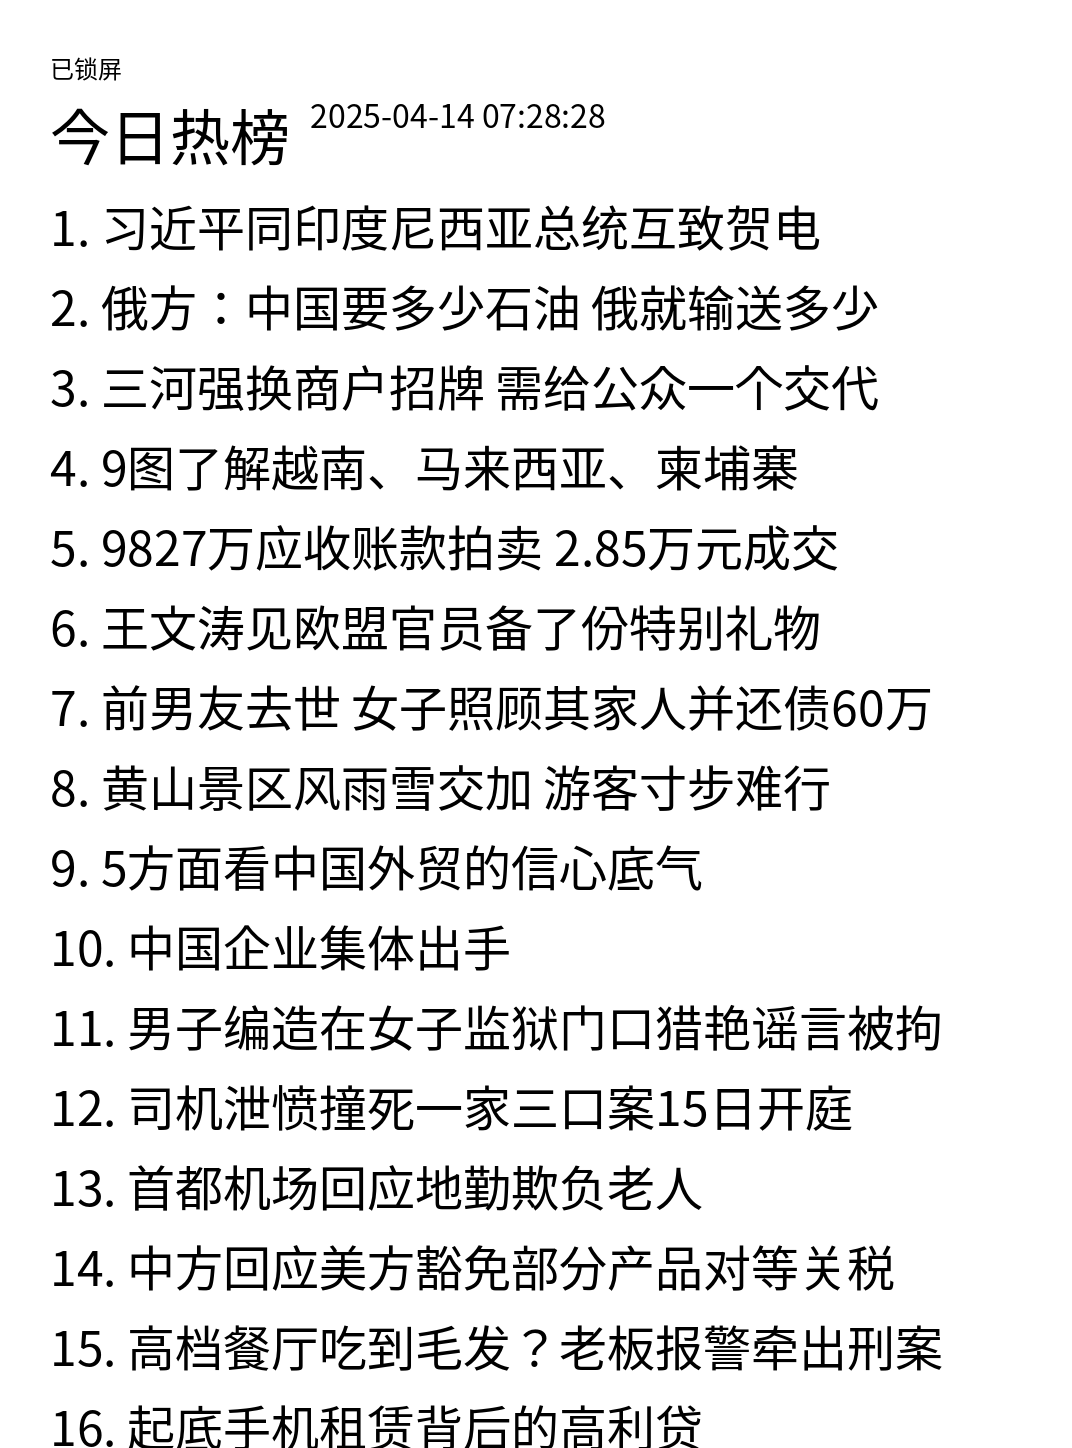 已锁屏
今日热榜 2025-04-14 07:28:28
1. 习近平同印度尼西亚总统互致贺电
2. 俄方：中国要多少石油 俄就输送多少
3. 三河强换商户招牌 需给公众一个交代
4. 9图了解越南、马来西亚、柬埔寨
5. 9827万应收账款拍卖 2.85万元成交
6. 王文涛见欧盟官员备了份特别礼物
7. 前男友去世 女子照顾其家人并还债60万
8. 黄山景区风雨雪交加 游客寸步难行
9. 5方面看中国外贸的信心底气
10. 中国企业集体出手
11. 男子编造在女子监狱门口猎艳谣言被拘
12. 司机泄愤撞死一家三口案15日开庭
13. 首都机场回应地勤欺负老人
14. 中方回应美方豁免部分产品对等关税
15. 高档餐厅吃到毛发？老板报警牵出刑案
16. 起底手机租赁背后的高利贷